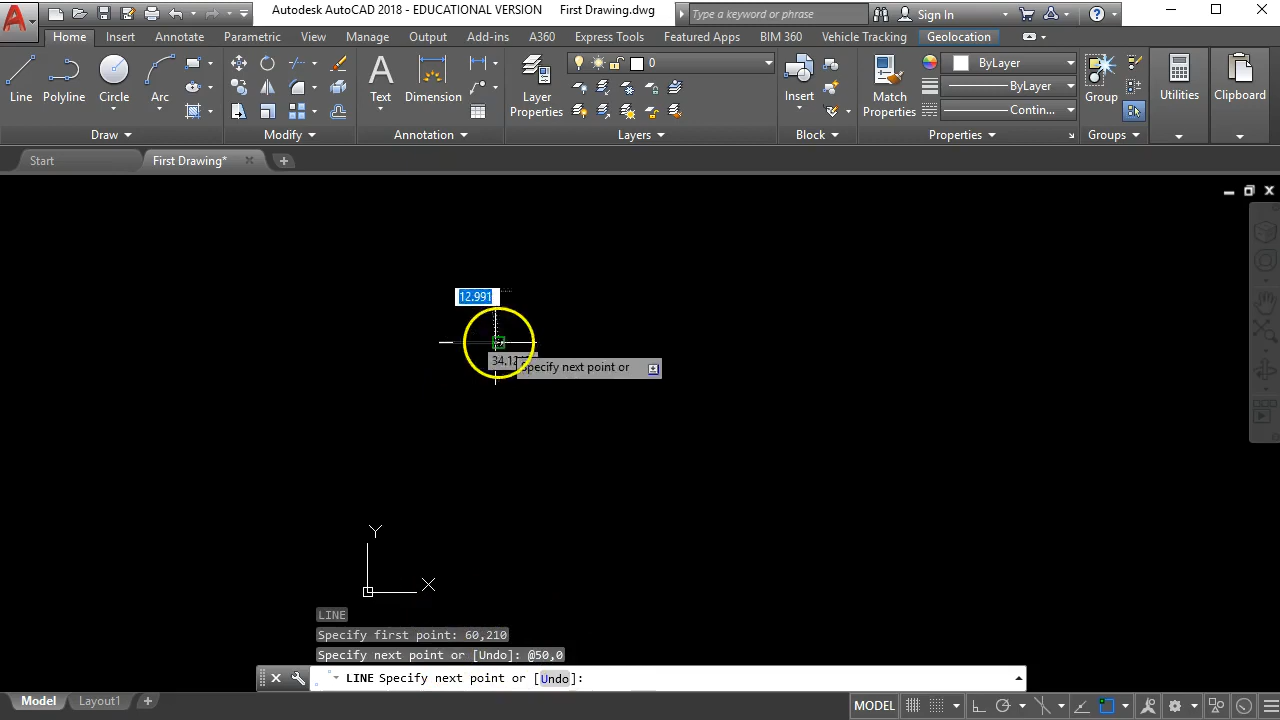 Autodesk AutoCAD 2018 - EDUCATIONAL VERSION First Drawing.dwg
Type a keyword or phrase
Sign In
Home Insert Annotate Parametric View Manage Output Add-ins A360 Express Tools Featured Apps BIM 360 Vehicle Tracking Geolocation
Line Polyline Circle Arc
Text Dimension
Layer Properties
0
Insert
Match Properties
ByLayer
ByLayer
Contin...
Group
Utilities
Clipboard
Draw Modify Annotation Layers Block Properties Groups
Start First Drawing*
12.991
Specify next point or
Y
X
LINE
Specify first point: 60,210
Specify next point or [Undo]: @50,0
LINE Specify next point or [Undo]:
Model Layout1 MODEL